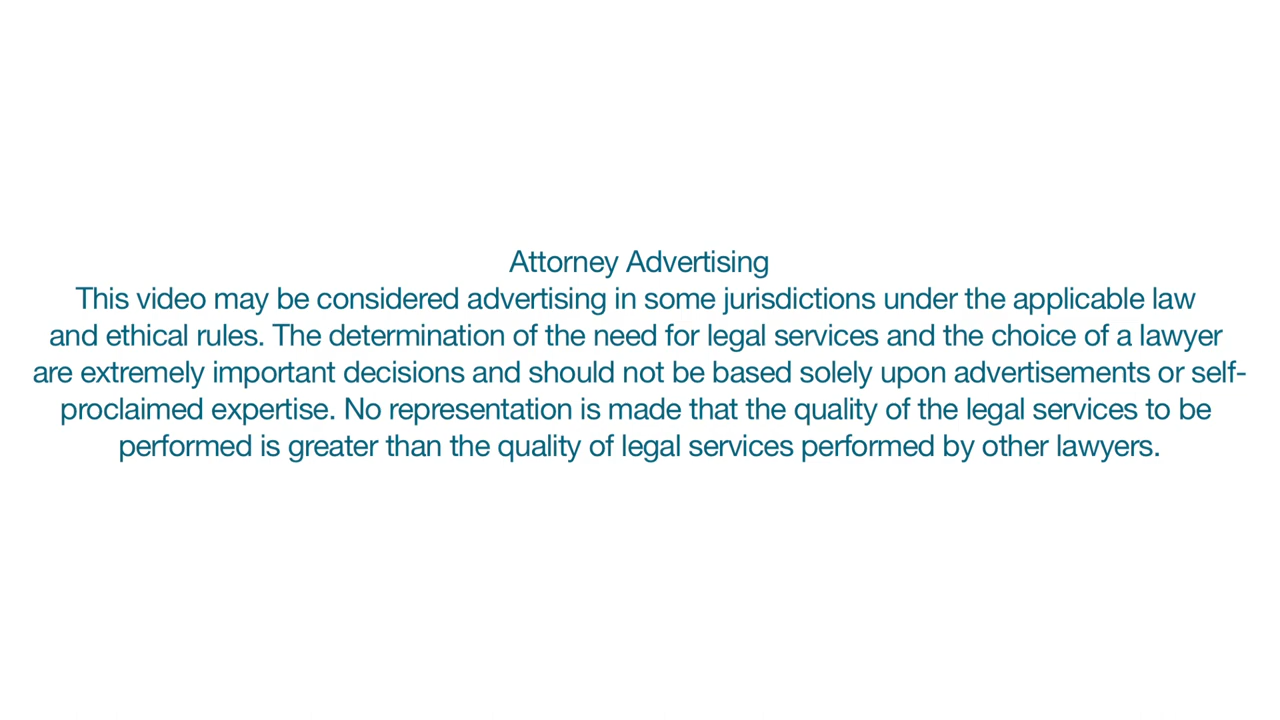 Attorney Advertising
This video may be considered advertising in some jurisdictions under the applicable law
and ethical rules. The determination of the need for legal services and the choice of a lawyer
are extremely important decisions and should not be based solely upon advertisements or self-
proclaimed expertise. No representation is made that the quality of the legal services to be
performed is greater than the quality of legal services performed by other lawyers.